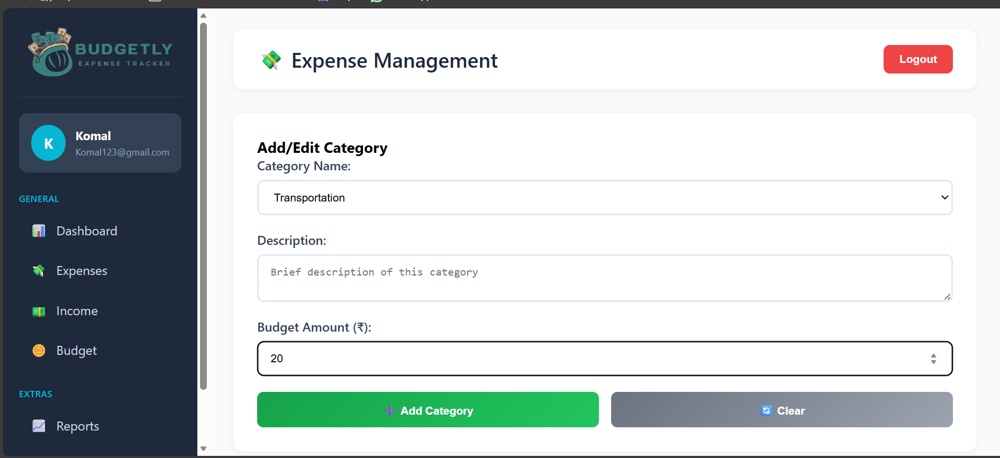 BUDGETLY
EXPENSE TRACKER
K
Komal
Komal123@gmail.com
GENERAL
Dashboard
Expenses
Income
Budget
EXTRAS
Reports
Expense Management
Logout
Add/Edit Category
Category Name:
Transportation
Description:
Brief description of this category
Budget Amount (₹):
20
Add Category
Clear